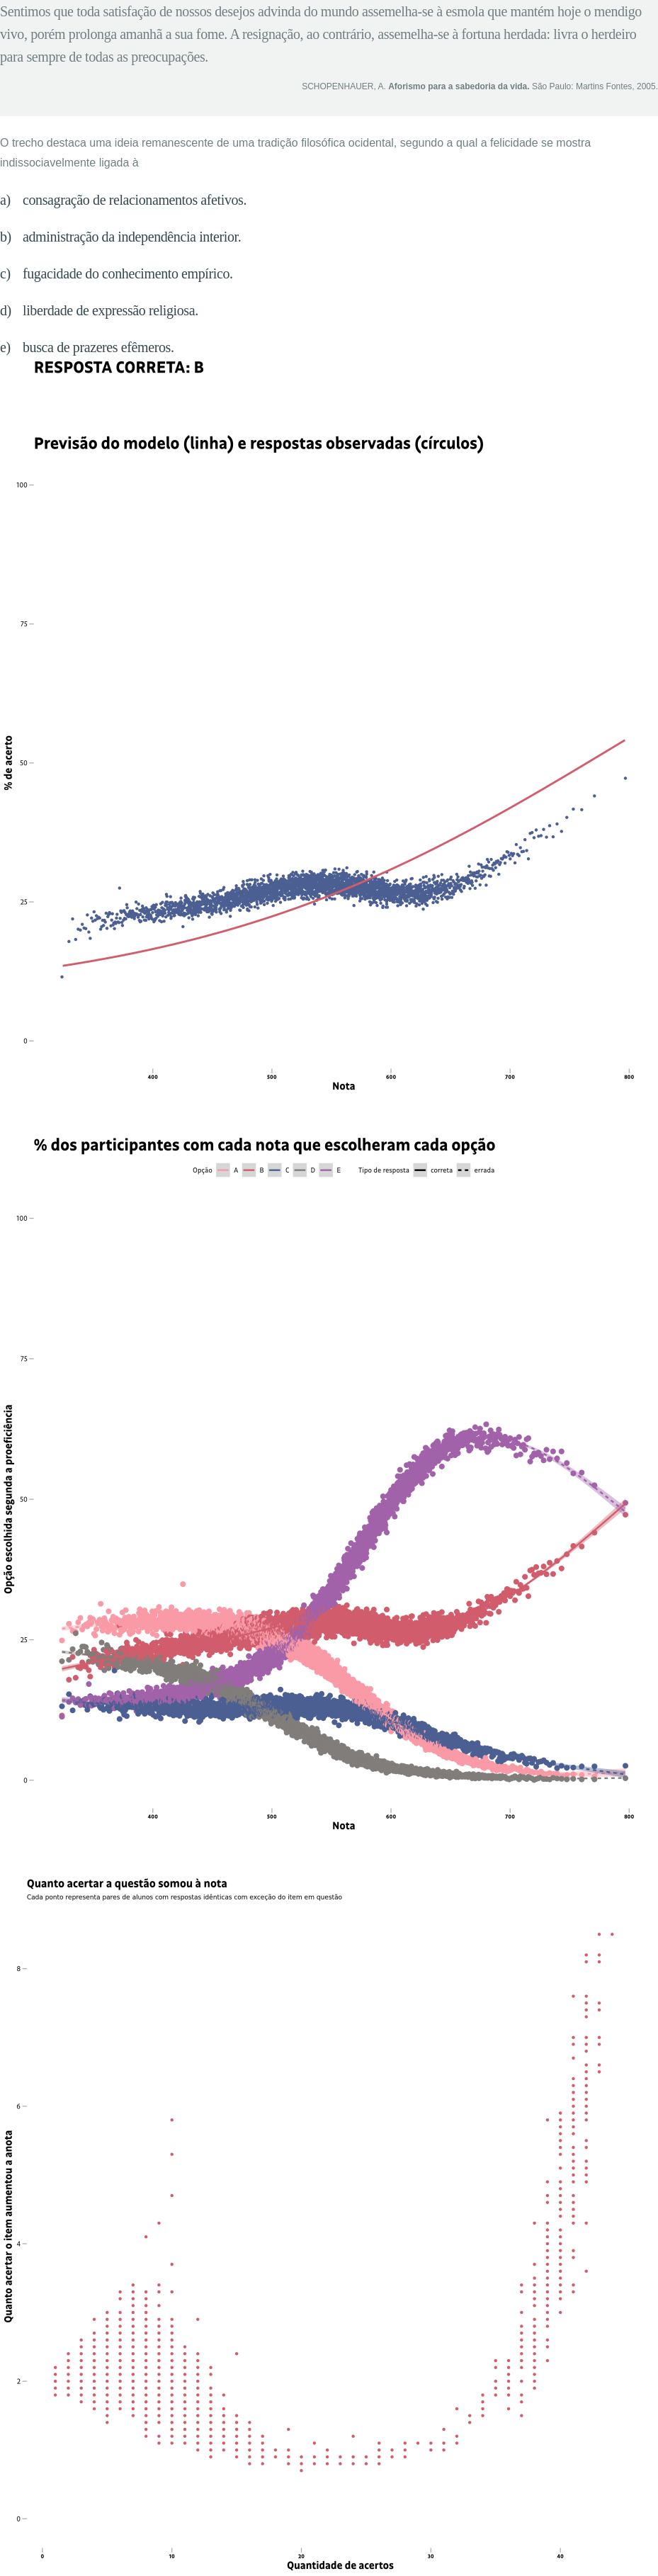 Sentimos que toda satisfação de nossos desejos advinda do mundo assemelha-se à esmola que mantém hoje o mendigo
vivo, porém prolonga amanhã a sua fome. A resignação, ao contrário, assemelha-se à fortuna herdada: livra o herdeiro
para sempre de todas as preocupações.
SCHOPENHAUER, A. Aforismo para a sabedoria da vida. São Paulo: Martins Fontes, 2005.
O trecho destaca uma ideia remanescente de uma tradição filosófica ocidental, segundo a qual a felicidade se mostra
indissociavelmente ligada à
a) consagração de relacionamentos afetivos.
b) administração da independência interior.
c) fugacidade do conhecimento empírico.
d) liberdade de expressão religiosa.
e) busca de prazeres efêmeros.
RESPOSTA CORRETA: B
Previsão do modelo (linha) e respostas observadas (círculos)
100
75
50
25
0
% de acerto
400 500 600 700 800
Nota
% dos participantes com cada nota que escolheram cada opção
Opção A B C D E Tipo de resposta correta errada
100
75
50
25
0
Opção escolhida segunda a proeficiência
400 500 600 700 800
Nota
Quanto acertar a questão somou à nota
Cada ponto representa pares de alunos com respostas idênticas com exceção do item em questão
8
6
4
2
0
Quanto acertar o item aumentou a anota
0 10 20 30 40
Quantidade de acertos